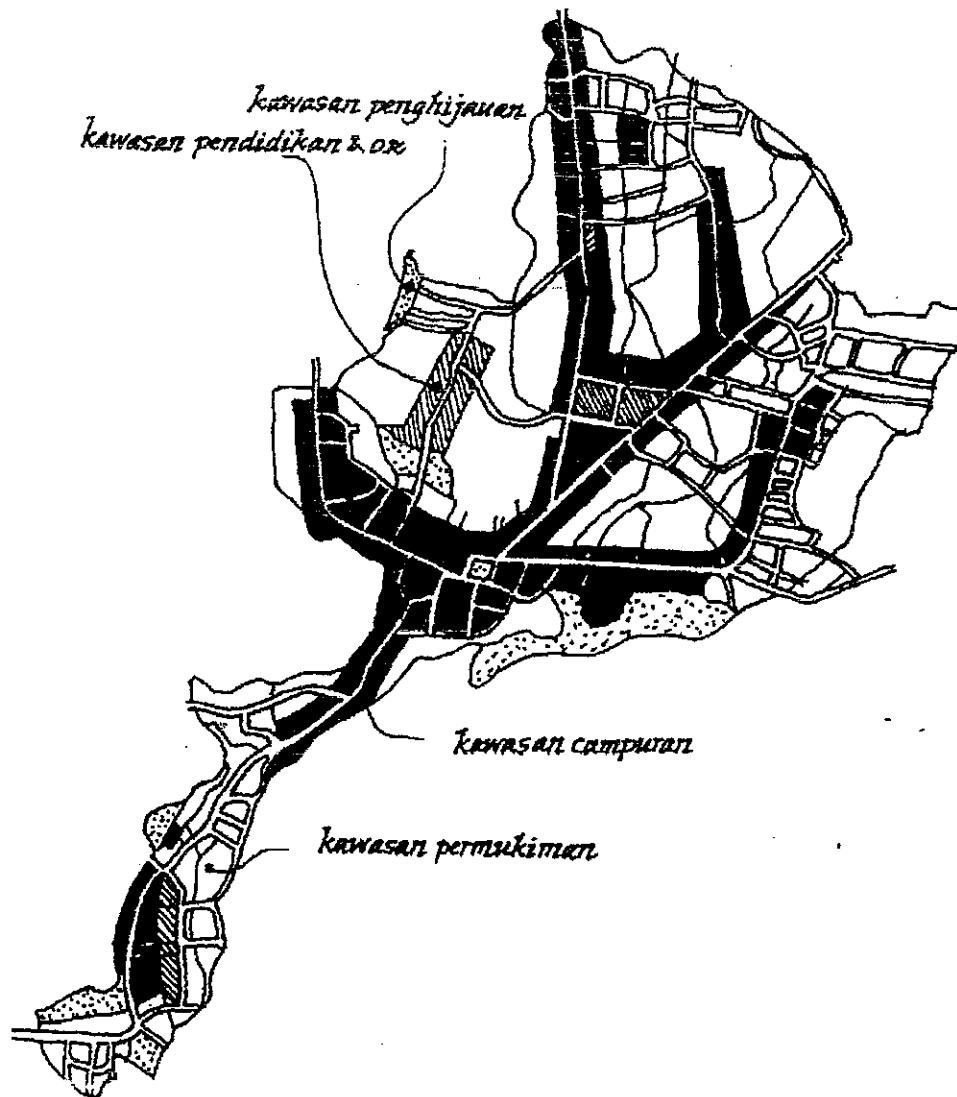 kawasan penghijauan
kawasan pendidikan & OR
kawasan campuran
kawasan permukiman